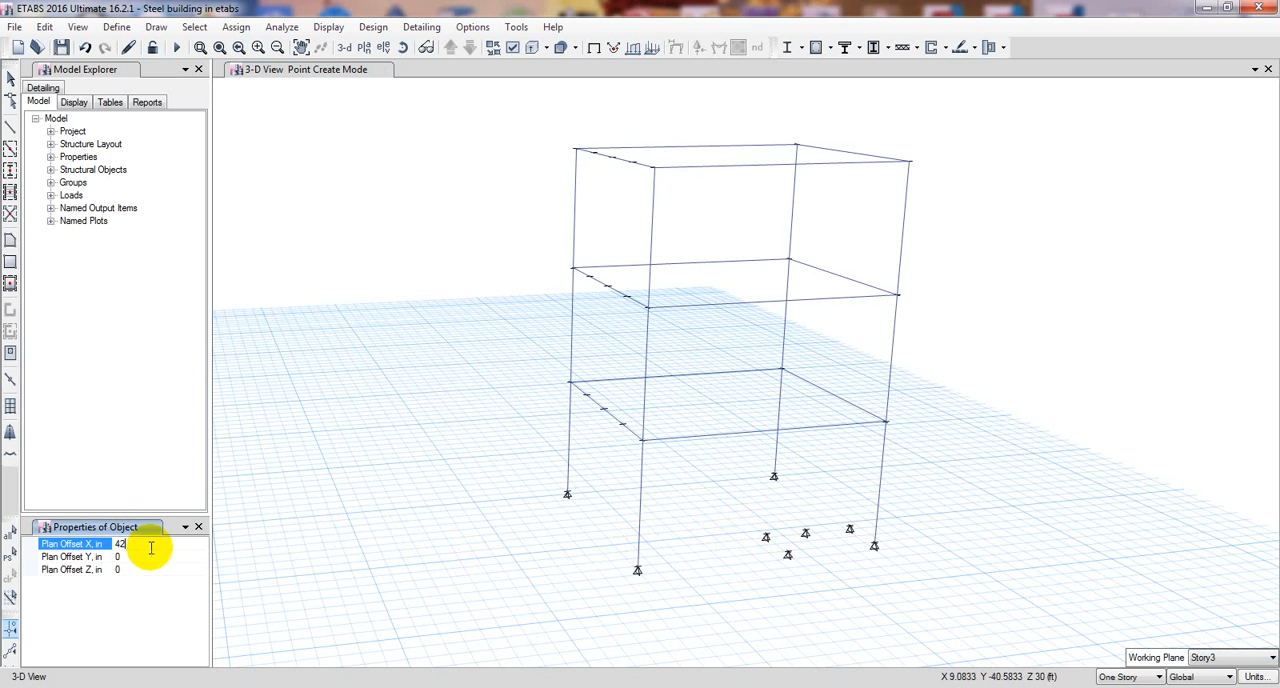 ETABS 2016 Ultimate 16.2.1 - Steel building in etabs
File Edit View Define Draw Select Assign Analyze Display Design Detailing Options Tools Help
3-d nd
Model Explorer
3-D View Point Create Mode
Detailing
Model Display Tables Reports
Model
Project
Structure Layout
Properties
Structural Objects
Groups
Loads
Named Output Items
Named Plots
Properties of Object
Plan Offset X, in 42
Plan Offset Y, in 0
Plan Offset Z, in 0
Working Plane Story3
3-D View X 9.0833 Y -40.5833 Z 30 (ft) One Story Global Units...